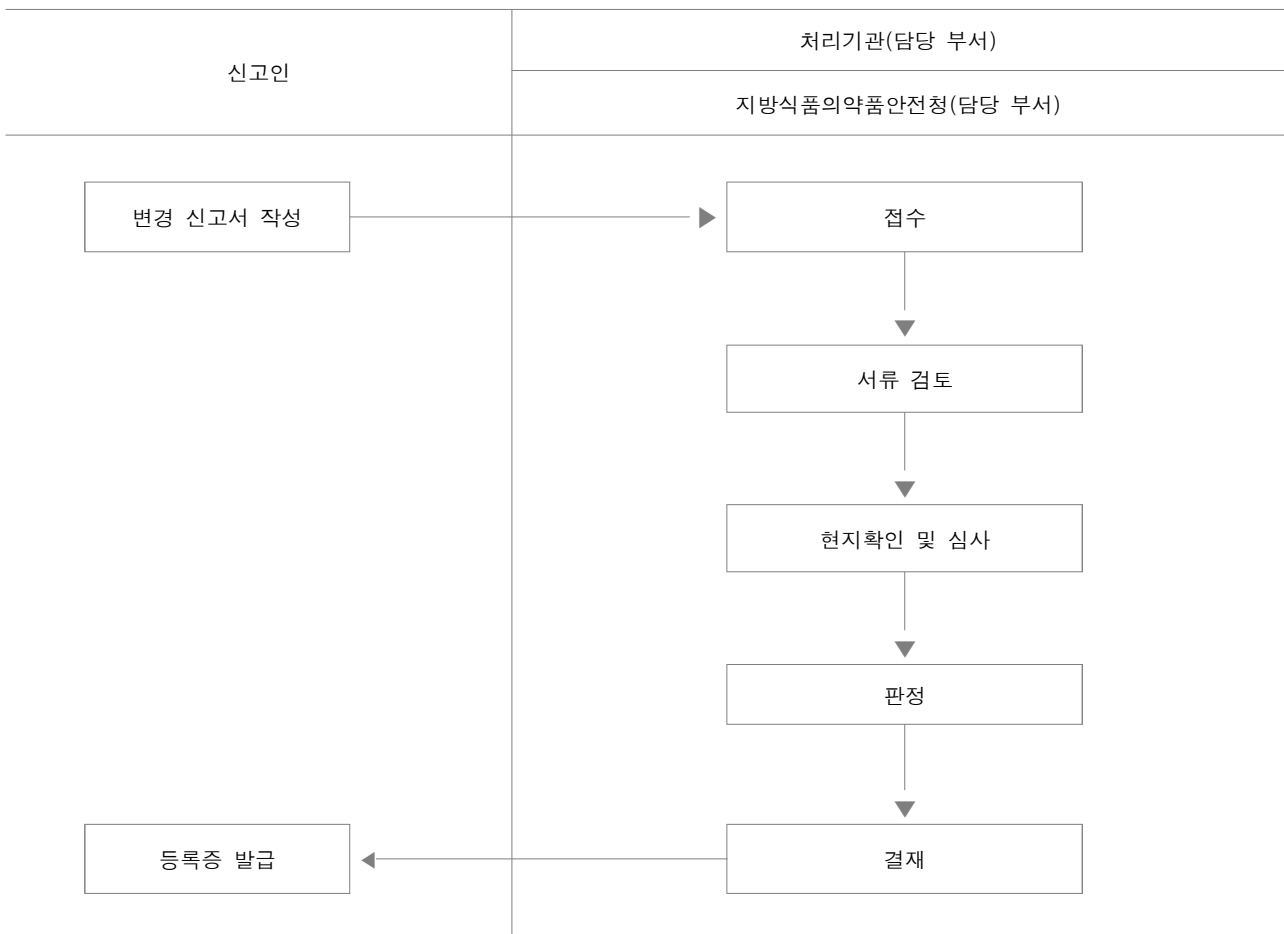 신고인
처리기관(담당 부서)
지방식품의약품안전청(담당 부서)
변경 신고서 작성
접수
서류 검토
현지확인 및 심사
판정
등록증 발급
결재